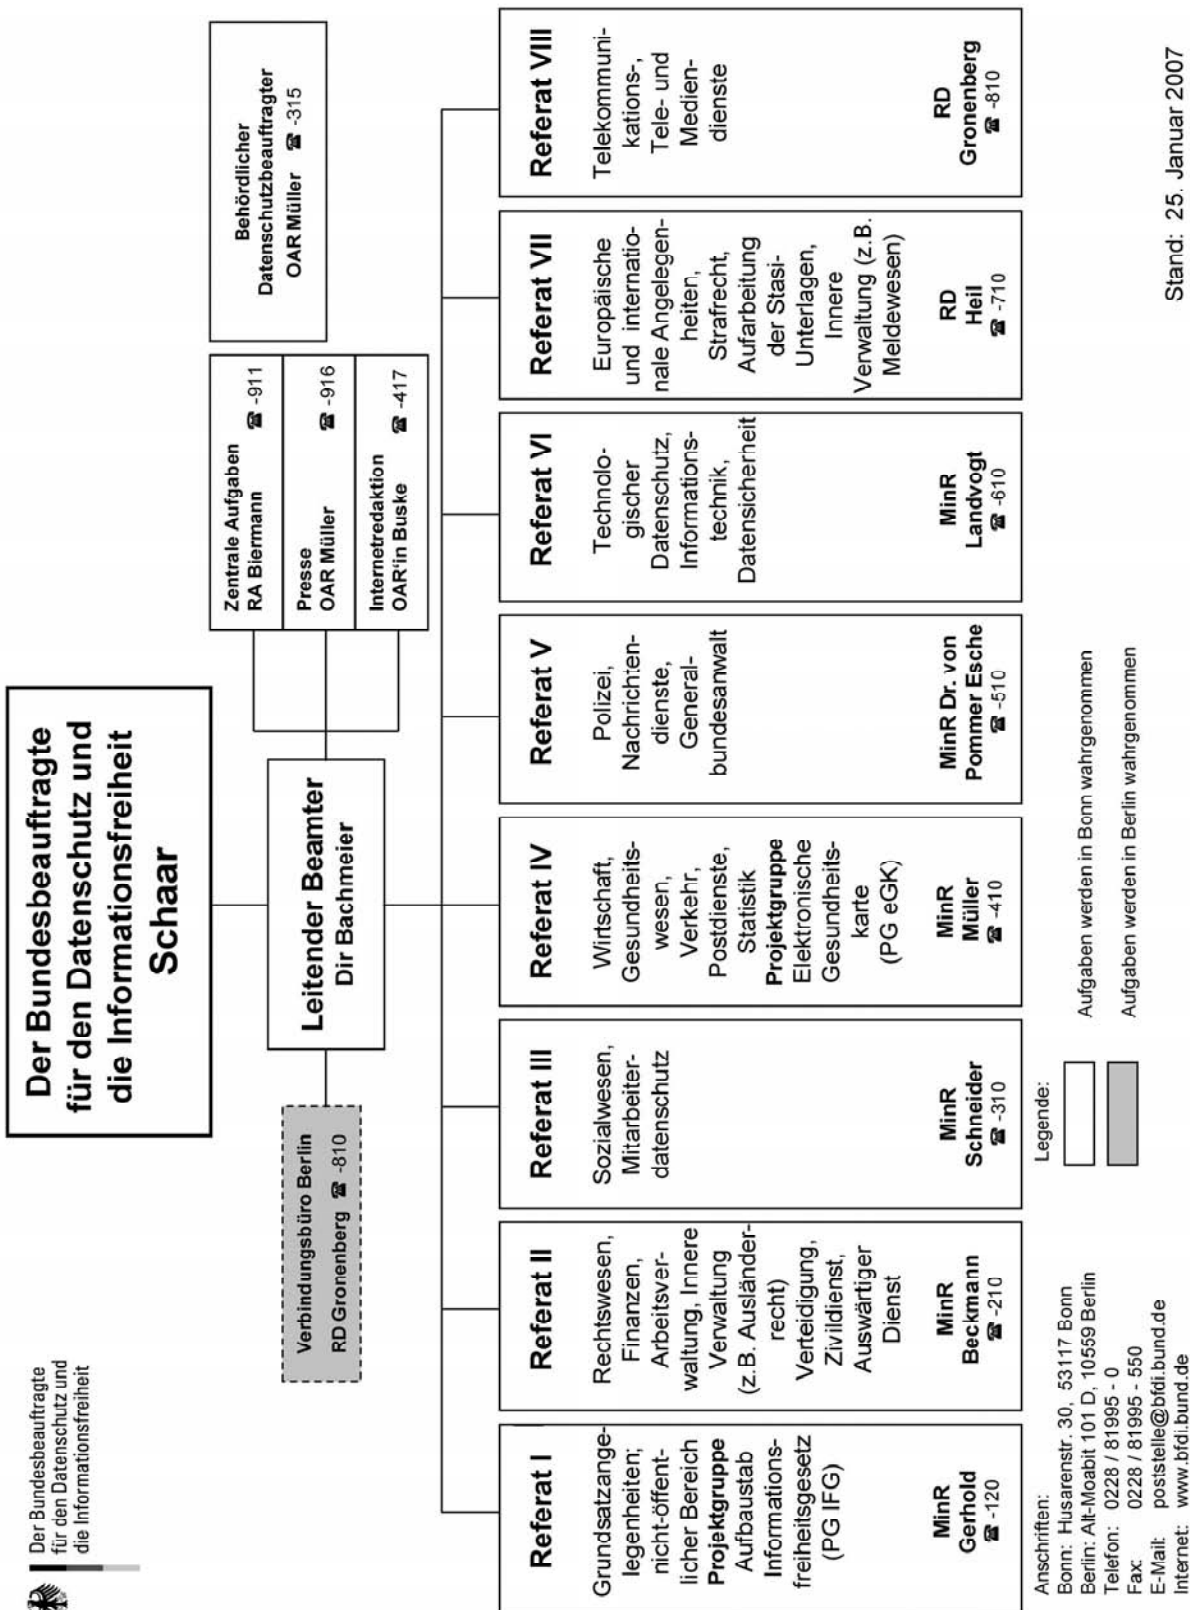 Der Bundesbeauftragte
für den Datenschutz und
die Informationsfreiheit
Der Bundesbeauftragte
für den Datenschutz und
die Informationsfreiheit
Schaar
Leitender Beamter
Dir Bachmeier
Verbindungsbüro Berlin
RD Gronenberg ☎ -810
Zentrale Aufgaben
RA Biermann ☎ -911
Presse
OAR Müller ☎ -916
Internetredaktion
OAR'in Buske ☎ -417
Behördlicher
Datenschutzbeauftragter
OAR Müller ☎ -315
Referat I
Grundsatzange-
legenheiten;
nicht-öffent-
licher Bereich
Projektgruppe
Aufbaustab
Informations-
freiheitsgesetz
(PG IFG)
MinR
Gerhold
☎ -120
Referat II
Rechtswesen,
Finanzen,
Arbeitsver-
waltung, Innere
Verwaltung
(z.B. Ausländer-
recht)
Verteidigung,
Zivildienst,
Auswärtiger
Dienst
MinR
Beckmann
☎ -210
Referat III
Sozialwesen,
Mitarbeiter-
datenschutz
MinR
Schneider
☎ -310
Referat IV
Wirtschaft,
Gesundheits-
wesen,
Verkehr,
Postdienste,
Statistik
Projektgruppe
Elektronische
Gesundheits-
karte
(PG eGK)
MinR
Müller
☎ -410
Referat V
Polizei,
Nachrichten-
dienste,
General-
bundesanwalt
MinR Dr. von
Pommer Esche
☎ -510
Referat VI
Technolo-
gischer
Datenschutz,
Informations-
technik,
Datensicherheit
MinR
Landvogt
☎ -610
Referat VII
Europäische
und internatio-
nale Angelegen-
heiten,
Strafrecht,
Aufarbeitung
der Stasi-
Unterlagen,
Innere
Verwaltung (z.B.
Meldewesen)
RD
Heil
☎ -710
Referat VIII
Telekommuni-
kations-,
Tele- und
Medien-
dienste
RD
Gronenberg
☎ -810
Anschriften:
Bonn: Husarenstr. 30, 53117 Bonn
Berlin: Alt-Moabit 101 D, 10559 Berlin
Telefon: 0228 / 81995 - 0
Fax: 0228 / 81995 - 550
E-Mail: poststelle@bfdi.bund.de
Internet: www.bfdi.bund.de
Legende:
Aufgaben werden in Bonn wahrgenommen
Aufgaben werden in Berlin wahrgenommen
Stand: 25. Januar 2007